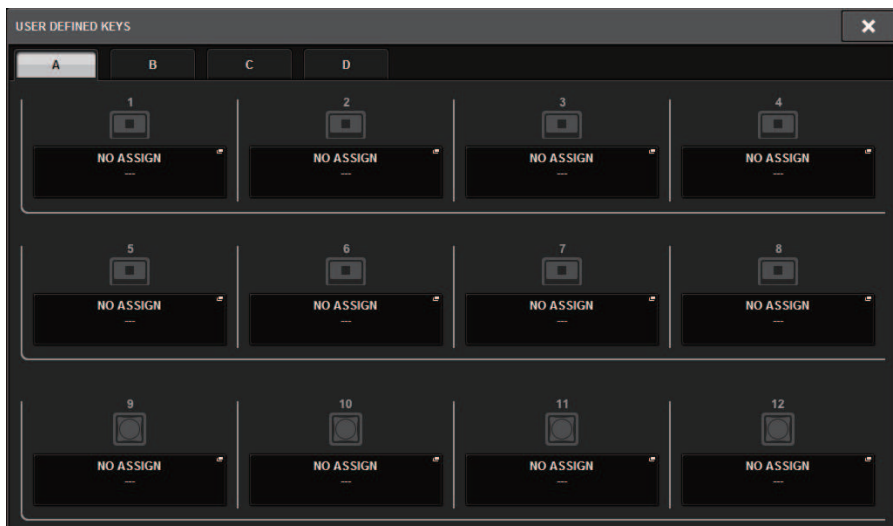 USER DEFINED KEYS
A B C D
1 2 3 4
NO ASSIGN NO ASSIGN NO ASSIGN NO ASSIGN
--- --- --- ---
5 6 7 8
NO ASSIGN NO ASSIGN NO ASSIGN NO ASSIGN
--- --- --- ---
9 10 11 12
NO ASSIGN NO ASSIGN NO ASSIGN NO ASSIGN
--- --- --- ---